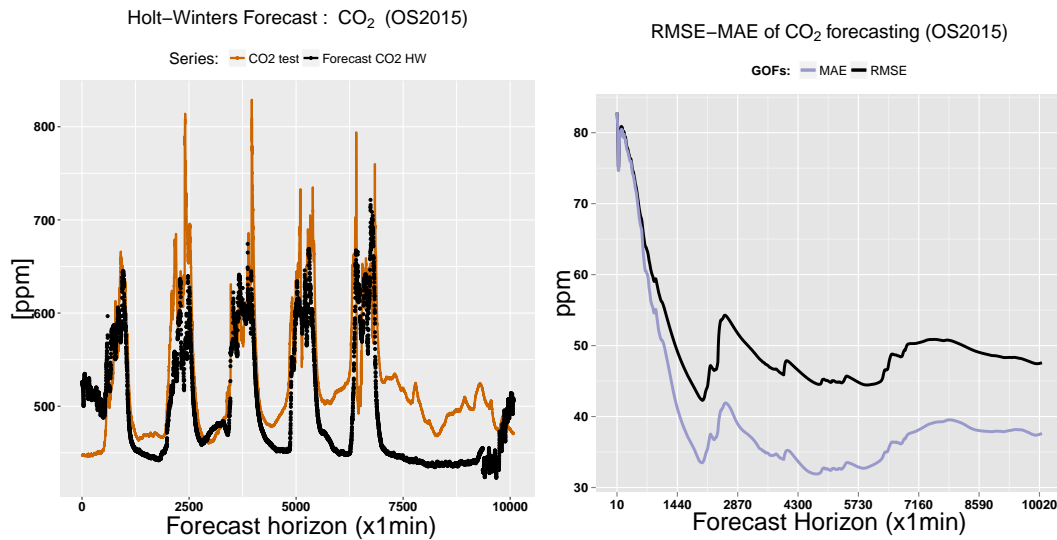 Holt–Winters Forecast : CO₂ (OS2015)
Series: CO2 test Forecast CO2 HW
[ppm]
800
700
600
500
0 2500 5000 7500 10000
Forecast horizon (x1min)
RMSE–MAE of CO₂ forecasting (OS2015)
GOFs: MAE RMSE
ppm
80
70
60
50
40
30
10 1440 2870 4300 5730 7160 8590 10020
Forecast Horizon (x1min)